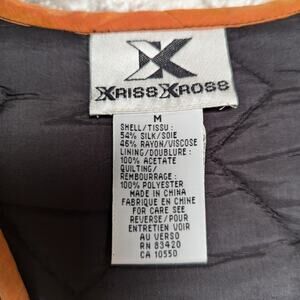 XRISS XROSS
M
SHELL/TISSU :
54% SILK/SOIE
46% RAYON/VISCOSE
LINING/DOUBLURE :
100% ACETATE
QUILTING/
REMBOURRAGE :
100% POLYESTER
MADE IN CHINA
FABRIQUE EN CHINE
FOR CARE SEE
REVERSE/POUR
ENTRETIEN VOIR
AU VERSO
RN 83420
CA 10550